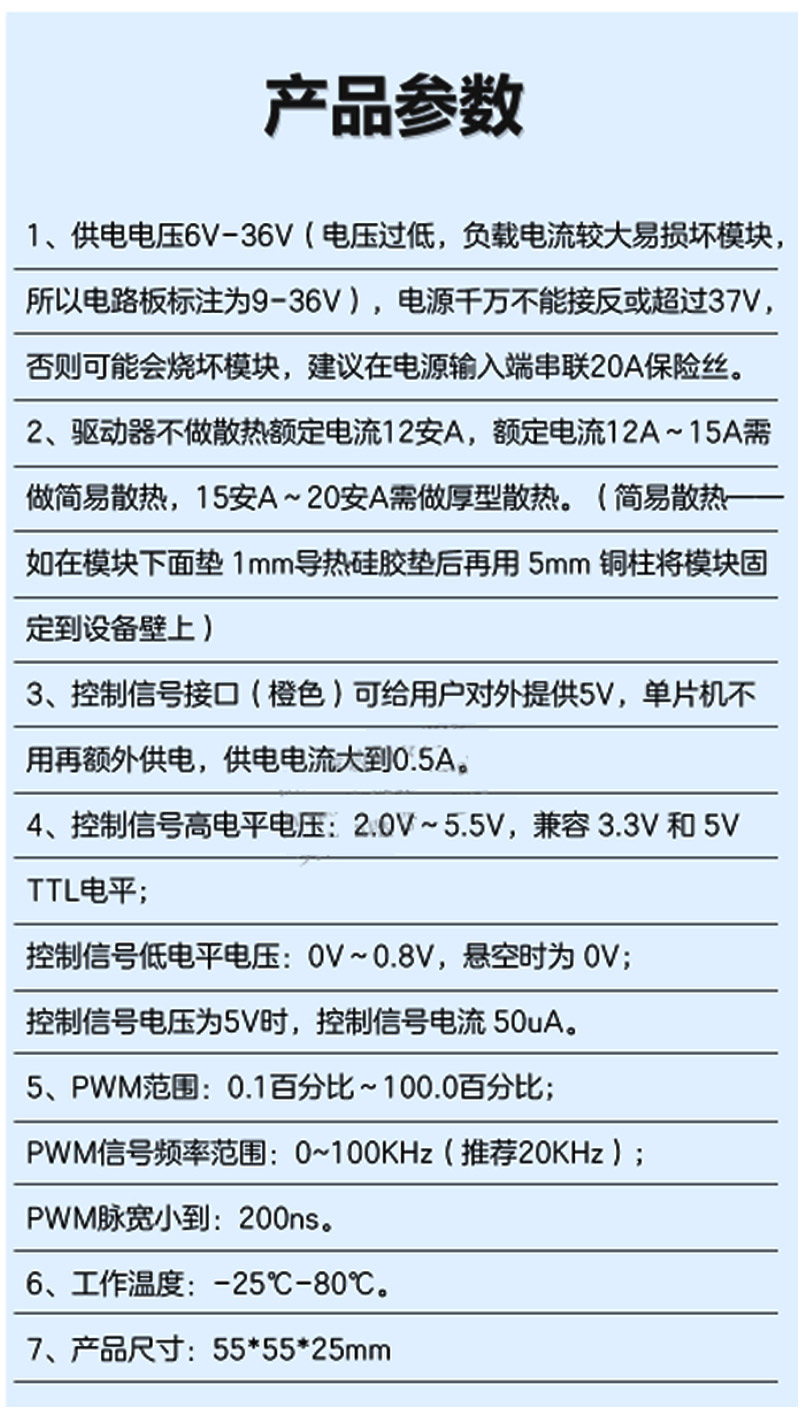 产品参数
1、供电电压6V-36V（电压过低，负载电流较大易损坏模块，
所以电路板标注为9-36V），电源千万不能接反或超过37V，
否则可能会烧坏模块，建议在电源输入端串联20A保险丝。
2、驱动器不做散热额定电流12安A，额定电流12A~15A需
做简易散热，15安A~20安A需做厚型散热。（简易散热——
如在模块下面垫 1mm导热硅胶垫后再用 5mm 铜柱将模块固
定到设备壁上）
3、控制信号接口（橙色）可给用户对外提供5V，单片机不
用再额外供电，供电电流大到0.5A。
4、控制信号高电平电压：2.0V~5.5V，兼容 3.3V 和 5V
TTL电平；
控制信号低电平电压：0V~0.8V，悬空时为 0V；
控制信号电压为5V时，控制信号电流 50uA。
5、PWM范围：0.1百分比~100.0百分比；
PWM信号频率范围：0~100KHz（推荐20KHz）；
PWM脉宽小到：200ns。
6、工作温度：-25℃-80℃。
7、产品尺寸：55*55*25mm